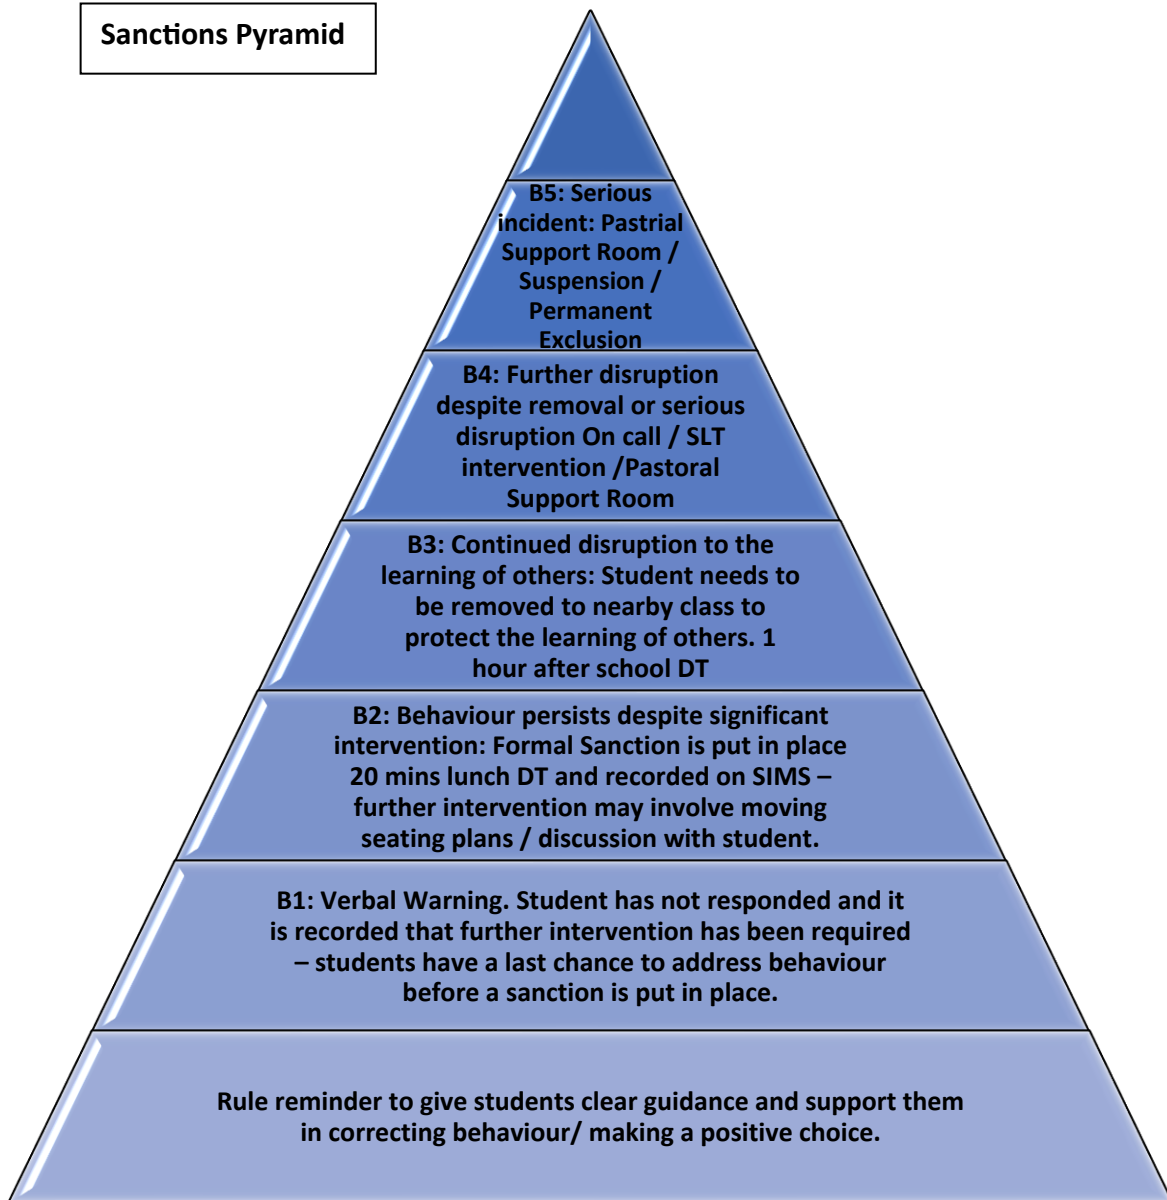 Sanctions Pyramid
B5: Serious
incident: Pastrial
Support Room /
Suspension /
Permanent
Exclusion
B4: Further disruption
despite removal or serious
disruption On call / SLT
intervention /Pastoral
Support Room
B3: Continued disruption to the
learning of others: Student needs to
be removed to nearby class to
protect the learning of others. 1
hour after school DT
B2: Behaviour persists despite significant
intervention: Formal Sanction is put in place
20 mins lunch DT and recorded on SIMS –
further intervention may involve moving
seating plans / discussion with student.
B1: Verbal Warning. Student has not responded and it
is recorded that further intervention has been required
– students have a last chance to address behaviour
before a sanction is put in place.
Rule reminder to give students clear guidance and support them
in correcting behaviour/ making a positive choice.